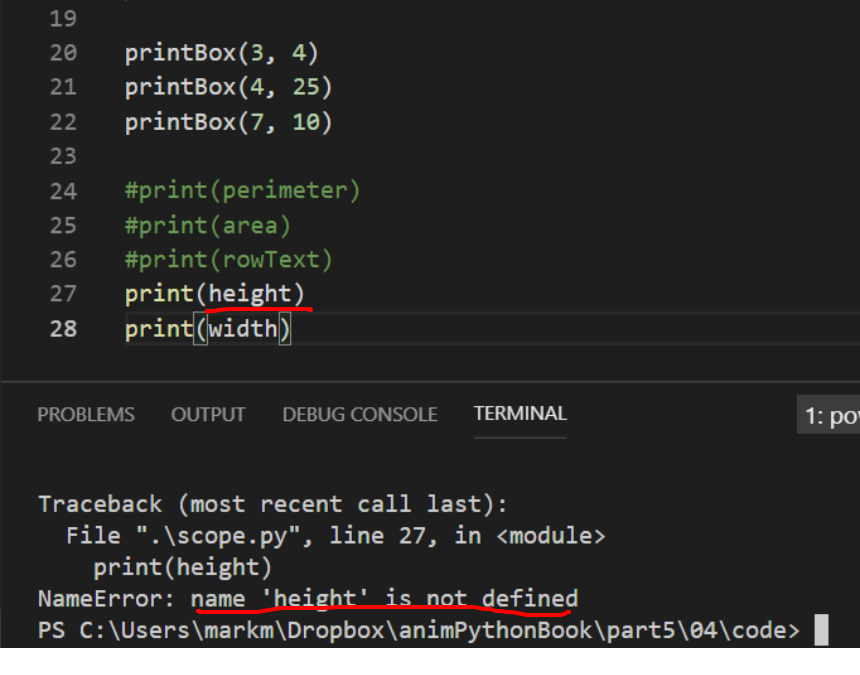 19
20 printBox(3, 4)
21 printBox(4, 25)
22 printBox(7, 10)
23
24 #print(perimeter)
25 #print(area)
26 #print(rowText)
27 print(height)
28 print(width)
PROBLEMS OUTPUT DEBUG CONSOLE TERMINAL 1: pov
Traceback (most recent call last):
  File ".\scope.py", line 27, in <module>
    print(height)
NameError: name 'height' is not defined
PS C:\Users\markm\Dropbox\animPythonBook\part5\04\code>